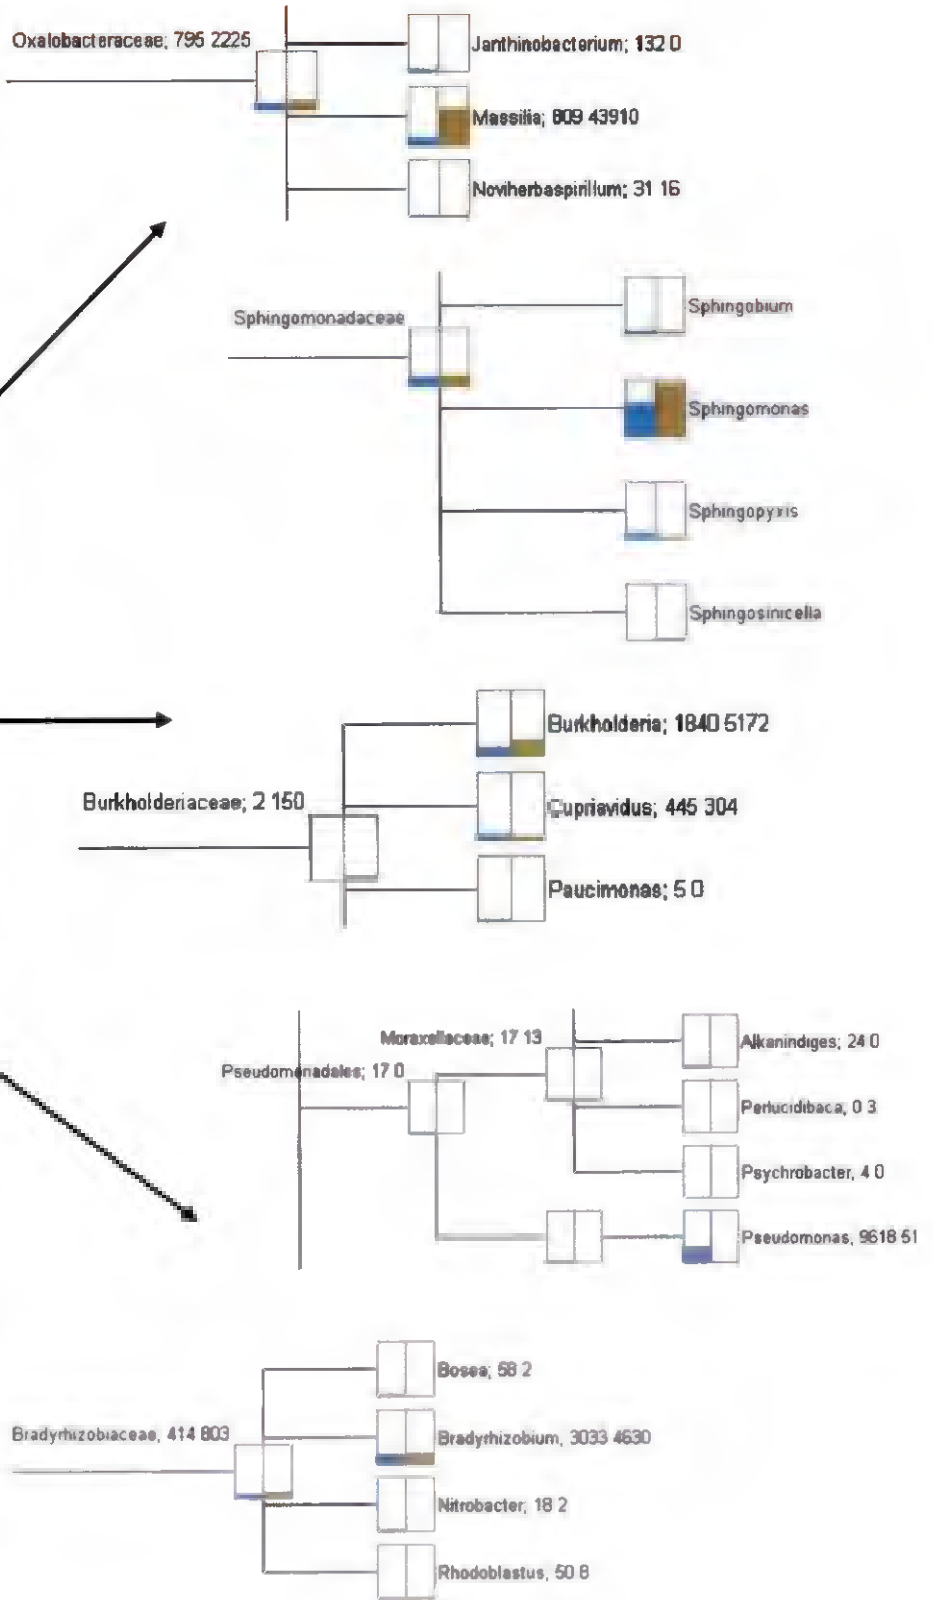 Oxalobacteraceae; 795 2225
Janthinobacterium; 132 0
Massilia; 809 43910
Noviherbaspirillum; 31 16
Sphingomonadaceae
Sphingobium
Sphingomonas
Sphingopyxis
Sphingosinicella
Burkholderia; 1840 5172
Burkholderiaceae; 2 150
Cupriavidus; 445 304
Paucimonas; 5 0
Moraxellaceae; 17 13
Alkanindiges; 24 0
Pseudomonadales; 17 0
Perlucidibaca, 0 3
Psychrobacter, 4 0
Pseudomonas, 9618 51
Bosea; 58 2
Bradyrhizobiaceae, 414 803
Bradyrhizobium, 3033 4630
Nitrobacter; 18 2
Rhodoblastus, 50 8